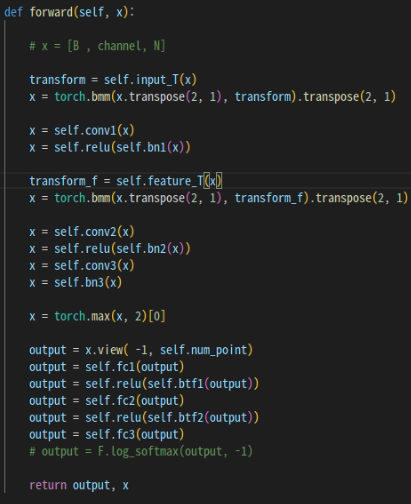 def forward(self, x):
# x = [B , channel, N]
transform = self.input_T(x)
x = torch.bmm(x.transpose(2, 1), transform).transpose(2, 1)
x = self.conv1(x)
x = self.relu(self.bn1(x))
transform_f = self.feature_T(x)
x = torch.bmm(x.transpose(2, 1), transform_f).transpose(2, 1)
x = self.conv2(x)
x = self.relu(self.bn2(x))
x = self.conv3(x)
x = self.bn3(x)
x = torch.max(x, 2)[0]
output = x.view( -1, self.num_point)
output = self.fc1(output)
output = self.relu(self.btf1(output))
output = self.fc2(output)
output = self.relu(self.btf2(output))
output = self.fc3(output)
# output = F.log_softmax(output, -1)
return output, x